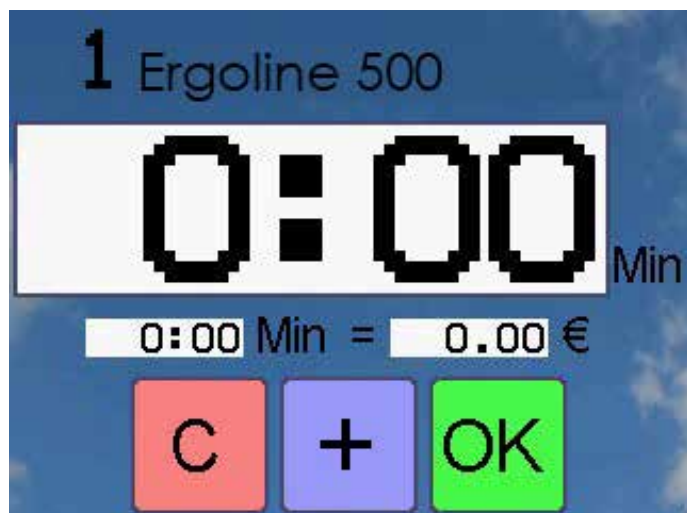 1 Ergoline 500
0:00 Min
0:00 Min = 0.00 €
C + OK